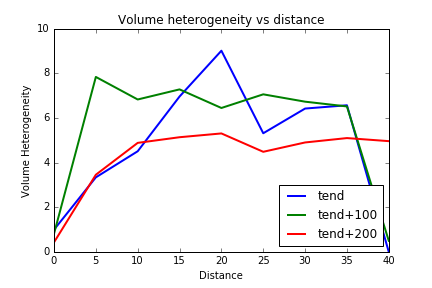 Volume heterogeneity vs distance
10
8
6
4
2
0
Volume Heterogeneity
tend
tend+100
tend+200
0 5 10 15 20 25 30 35 40
Distance